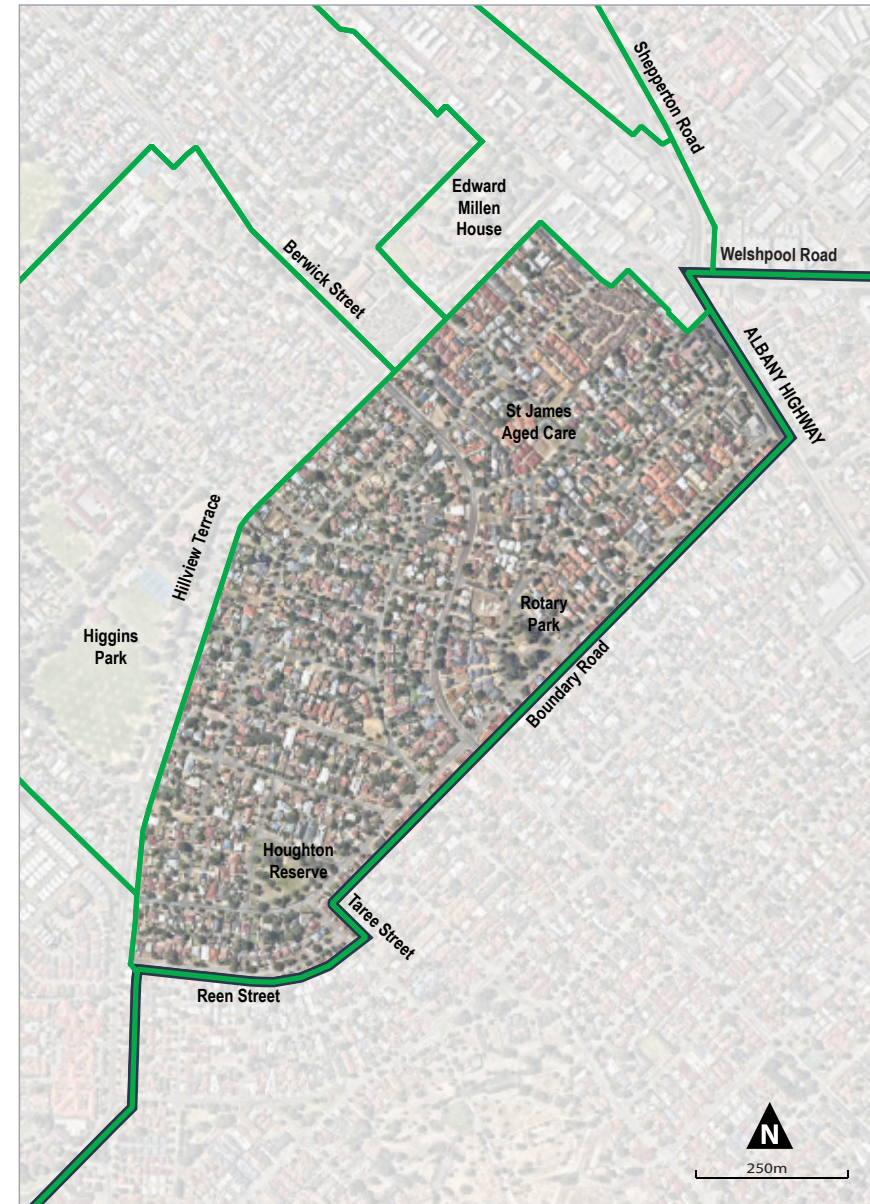 Shepperton Road
Edward
Millen
House
Berwick Street
Welshpool Road
ALBANY HIGHWAY
St James
Aged Care
Hillview Terrace
Rotary
Park
Higgins
Park
Boundary Road
Houghton
Reserve
Taree Street
Reen Street
N
250m